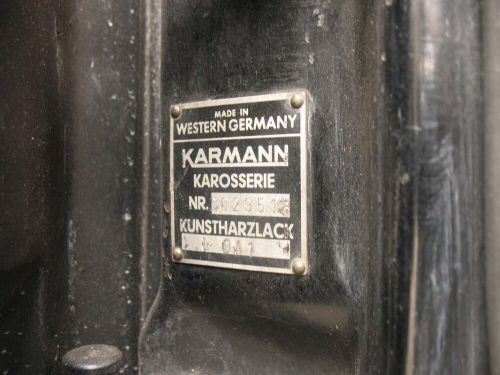 MADE IN
WESTERN GERMANY
KARMANN
KAROSSERIE
NR.
KUNSTHARZLACK